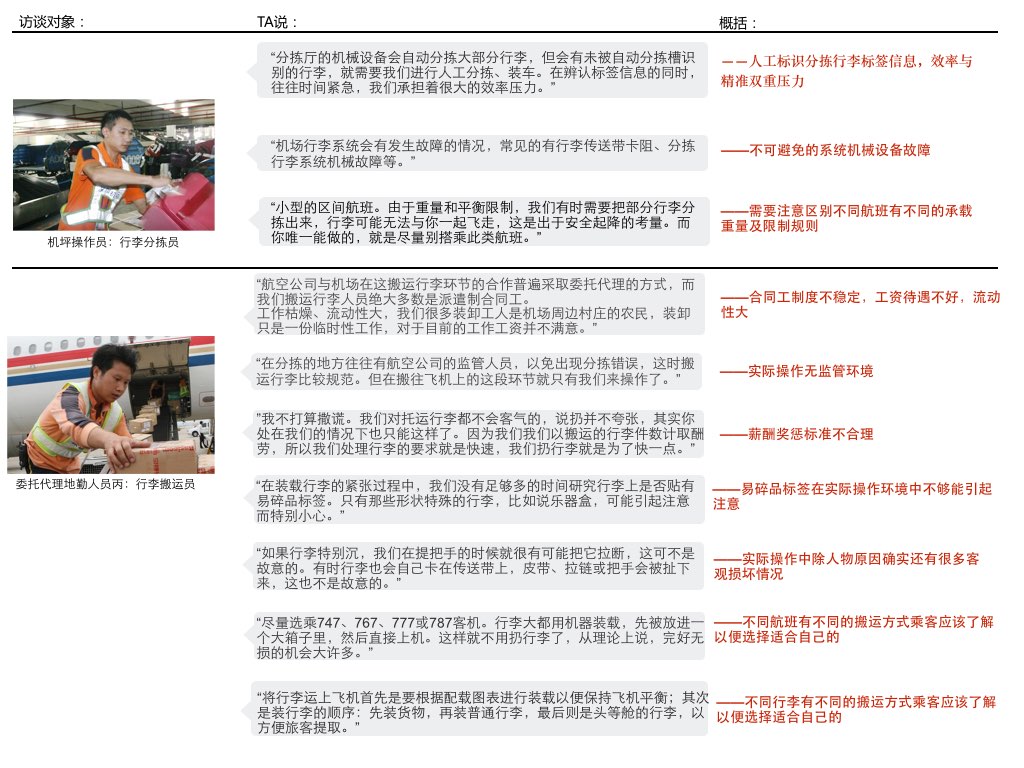 访谈对象：
TA说：
概括：
“分拣厅的机械设备会自动分拣大部分行李，但会有未被自动分拣槽识
别的行李，就需要我们进行人工分拣、装车。在辨认标签信息的同时，
往往时间紧急，我们承担着很大的效率压力。”
——人工标识分拣行李标签信息，效率与
精准双重压力
“机场行李系统会有发生故障的情况，常见的有行李传送带卡阻、分拣
行李系统机械故障等。”
——不可避免的系统机械设备故障
“小型的区间航班。由于重量和平衡限制，我们有时需要把部分行李分
拣出来，行李可能无法与你一起飞走，这是出于安全起降的考量。而
你唯一能做的，就是尽量别搭乘此类航班。”
——需要注意区别不同航班有不同的承载
重量及限制规则
机坪操作员：行李分拣员
“航空公司与机场在这搬运行李环节的合作普遍采取委托代理的方式，而
我们搬运行李人员绝大多数是派遣制合同工。
工作枯燥、流动性大，我们很多装卸工人是机场周边村庄的农民，装卸
只是一份临时性工作，对于目前的工作工资并不满意。”
——合同工制度不稳定，工资待遇不好，流动
性大
“在分拣的地方往往有航空公司的监管人员，以免出现分拣错误，这时搬
运行李比较规范。但在搬往飞机上的这段环节就只有我们来操作了。”
——实际操作无监管环境
"我不打算撒谎。我们对托运行李都不会客气的，说扔并不夸张，其实你
处在我们的情况下也只能这样了。因为我们我们以搬运的行李件数计取酬
劳，所以我们处理行李的要求就是快速，我们扔行李就是为了快一点。”
——薪酬奖惩标准不合理
委托代理地勤人员丙：行李搬运员
“在装载行李的紧张过程中，我们没有足够多的时间研究行李上是否贴有
易碎品标签。只有那些形状特殊的行李，比如说乐器盒，可能引起注意
而特别小心。”
——易碎品标签在实际操作环境中不够能引起
注意
“如果行李特别沉，我们在提把手的时候就很有可能把它拉断，这可不是
故意的。有时行李也会自己卡在传送带上，皮带、拉链或把手会被扯下
来，这也不是故意的。”
——实际操作中除人物原因确实还有很多客
观损坏情况
“尽量选乘747、767、777或787客机。行李大都用机器装载，先被放进一
个大箱子里，然后直接上机。这样就不用扔行李了，从理论上说，完好无
损的机会大许多。”
——不同航班有不同的搬运方式乘客应该了解
以便选择适合自己的
“将行李运上飞机首先是要根据配载图表进行装载以便保持飞机平衡；其次
是装行李的顺序：先装货物，再装普通行李，最后则是头等舱的行李，以
方便旅客提取。”
——不同行李有不同的搬运方式乘客应该了解
以便选择适合自己的